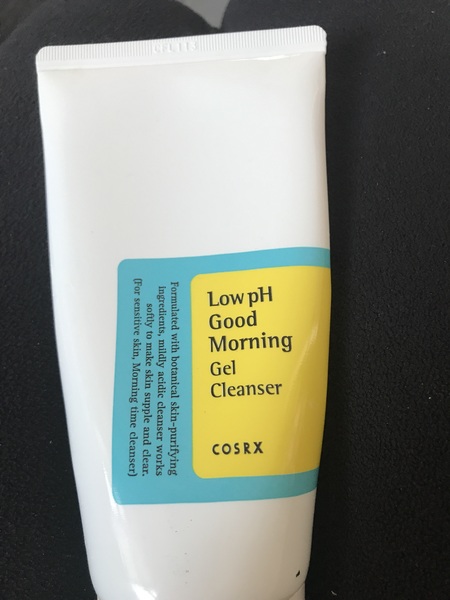 Low pH
Good
Morning
Gel
Cleanser
COSRX
Formulated with botanical skin-purifying
ingredients, mildly acidic cleanser works
softly to make skin supple and clear.
(For sensitive skin, Morning time cleanser)